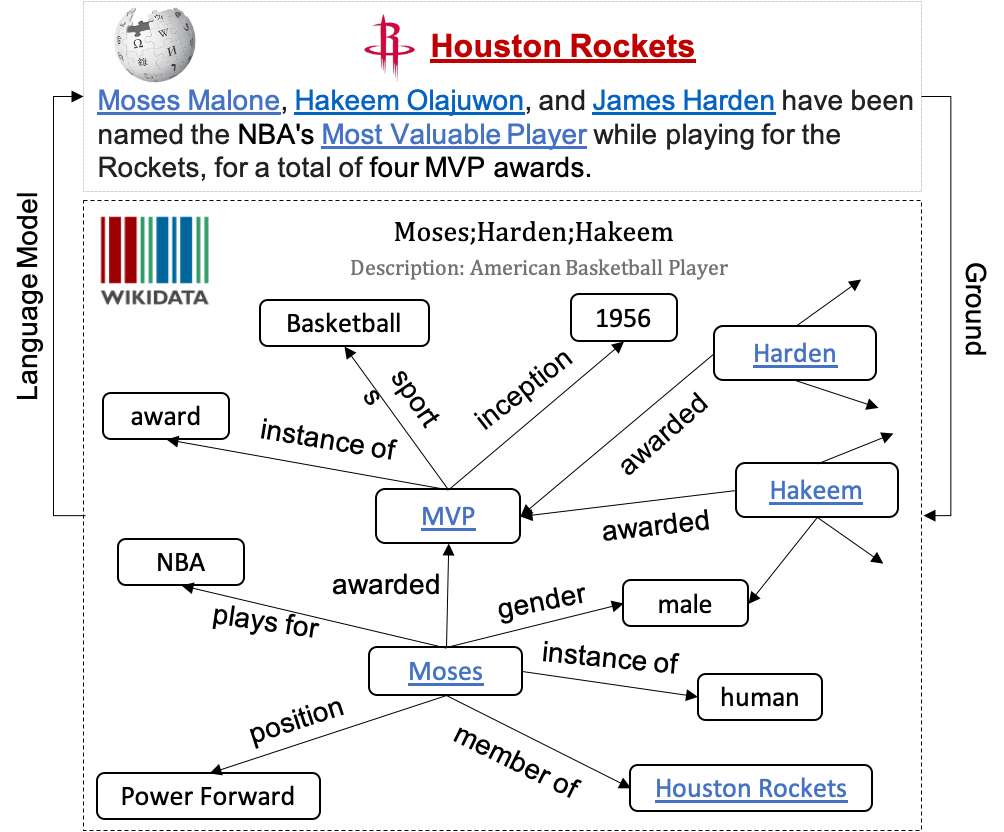 Houston Rockets
Moses Malone, Hakeem Olajuwon, and James Harden have been
named the NBA's Most Valuable Player while playing for the
Rockets, for a total of four MVP awards.
Language Model
Ground
WIKIDATA
Moses;Harden;Hakeem
Description: American Basketball Player
Basketball
1956
Harden
award
sport
s
inception
instance of
awarded
Hakeem
MVP
awarded
NBA
awarded
gender
male
plays for
Moses
instance of
human
position
member of
Power Forward
Houston Rockets